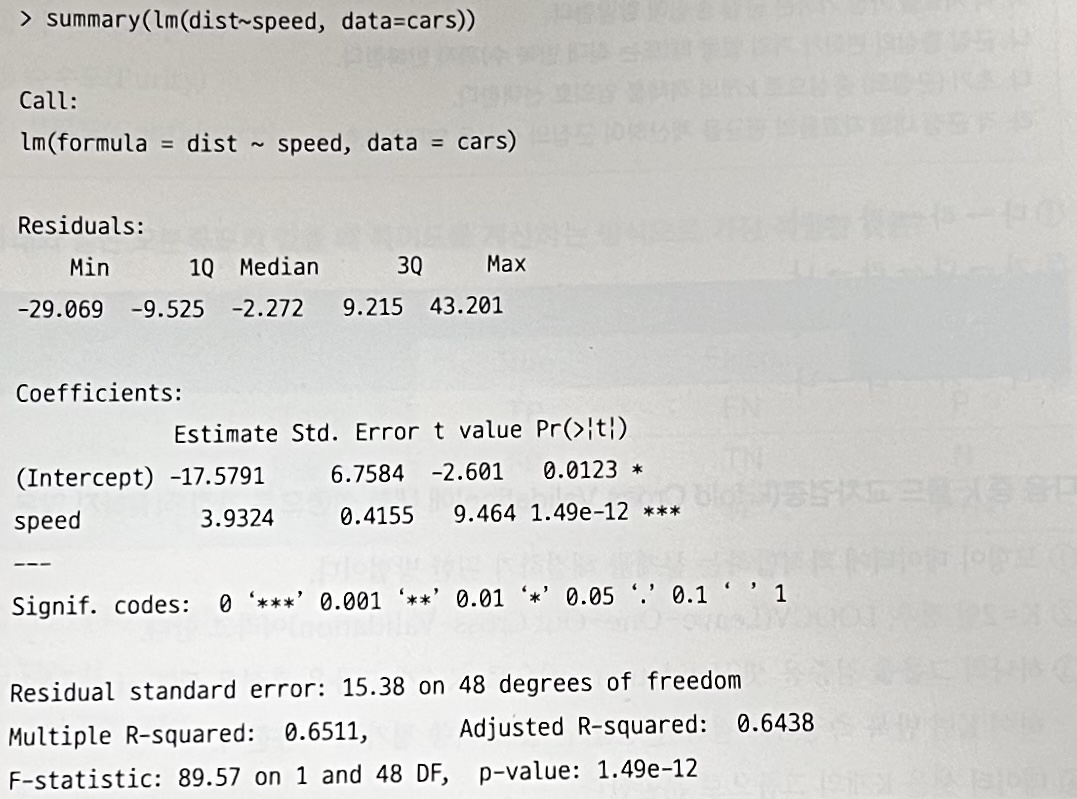 > summary(lm(dist~speed, data=cars))
Call:
lm(formula = dist ~ speed, data = cars)
Residuals:
Min 1Q Median 3Q Max
-29.069 -9.525 -2.272 9.215 43.201
Coefficients:
Estimate Std. Error t value Pr(>¦t¦)
(Intercept) -17.5791 6.7584 -2.601 0.0123 *
speed 3.9324 0.4155 9.464 1.49e-12 ***
---
Signif. codes: 0 ‘***’ 0.001 ‘**’ 0.01 ‘*’ 0.05 ‘.’ 0.1 ‘ ’ 1
Residual standard error: 15.38 on 48 degrees of freedom
Multiple R-squared: 0.6511, Adjusted R-squared: 0.6438
F-statistic: 89.57 on 1 and 48 DF, p-value: 1.49e-12